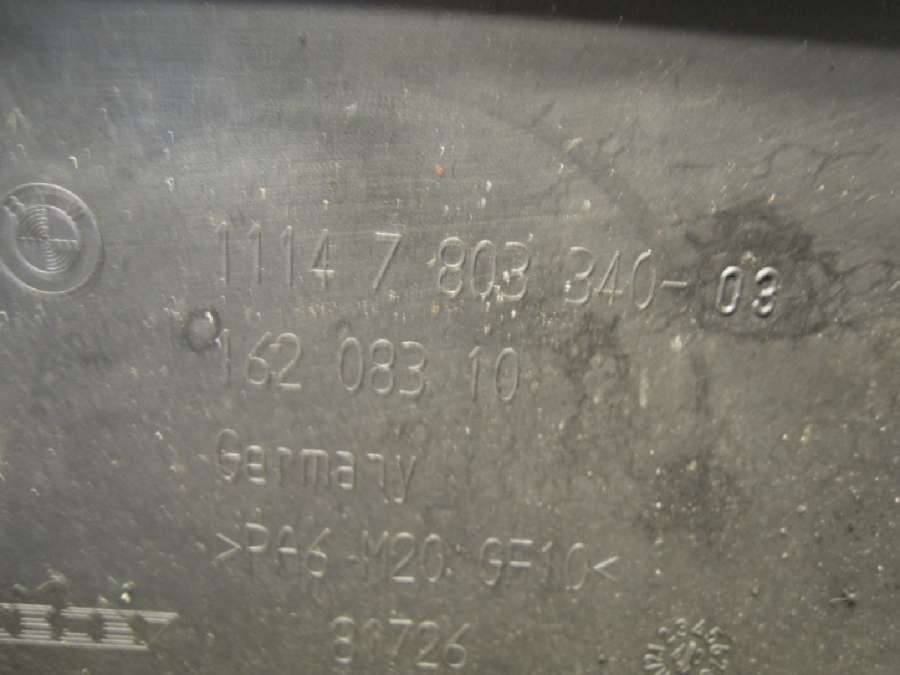 1114 7 803 340-03
162 083 10
Germany
>PA6 M20 GF10<
81726